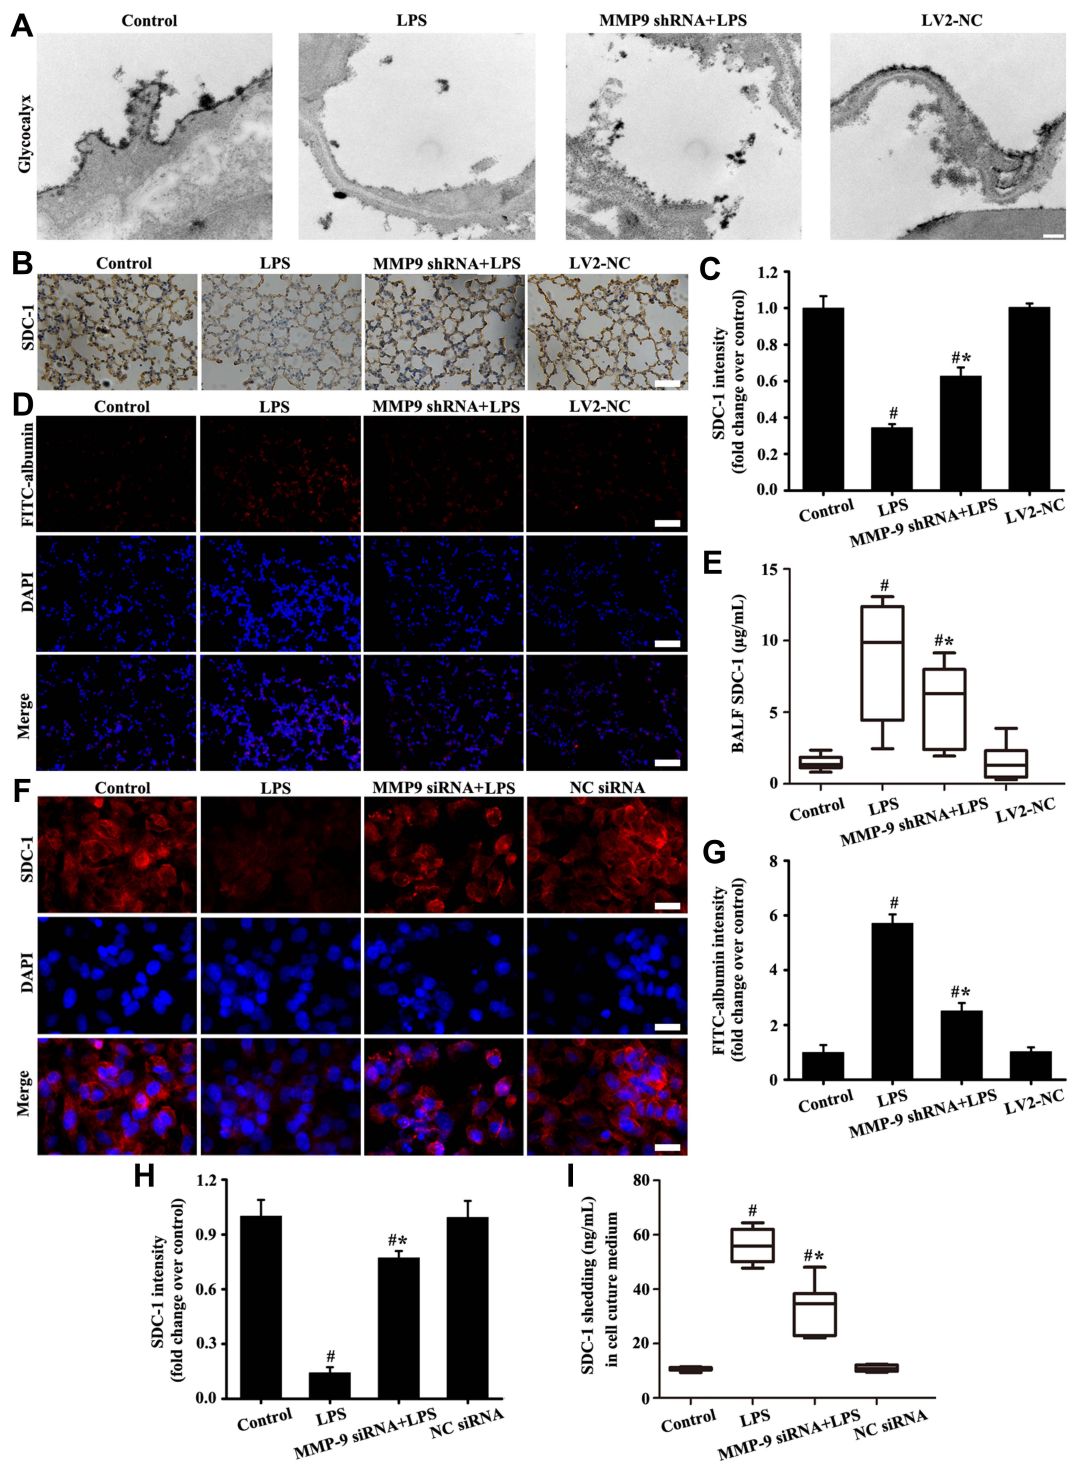 A
Control
LPS
MMP9 shRNA+LPS
LV2-NC
Glycocalyx
B
Control
LPS
MMP9 shRNA+LPS
LV2-NC
SDC-1
C
1.2
1.0
0.8
0.6
0.4
0.2
0.0
SDC-1 intensity
(fold change over control)
#
#*
Control
LPS
MMP-9 shRNA+LPS
LV2-NC
D
Control
LPS
MMP9 shRNA+LPS
LV2-NC
FITC-albumin
DAPI
Merge
E
15
10
5
0
BALF SDC-1 (μg/mL)
#
#*
Control
LPS
MMP-9 shRNA+LPS
LV2-NC
F
Control
LPS
MMP9 siRNA+LPS
NC siRNA
SDC-1
DAPI
Merge
G
8
6
4
2
0
FITC-albumin intensity
(fold change over control)
#
#*
Control
LPS
MMP-9 shRNA+LPS
LV2-NC
H
1.2
0.9
0.6
0.3
0.0
SDC-1 intensity
(fold change over control)
#
#*
Control
LPS
MMP-9 siRNA+LPS
NC siRNA
I
80
60
40
20
0
SDC-1 shedding (ng/mL)
in cell cuture medium
#
#*
Control
LPS
MMP-9 siRNA+LPS
NC siRNA